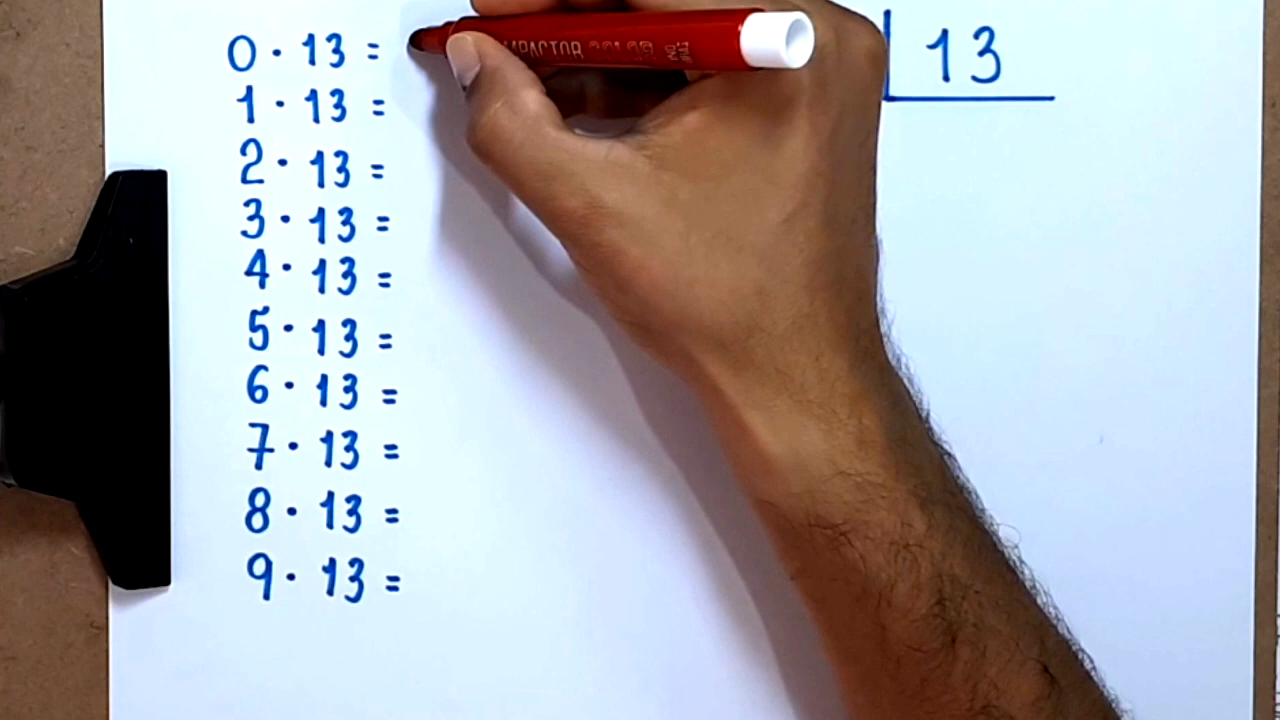 0 · 13 =
1 · 13 =
2 · 13 =
3 · 13 =
4 · 13 =
5 · 13 =
6 · 13 =
7 · 13 =
8 · 13 =
9 · 13 =
13